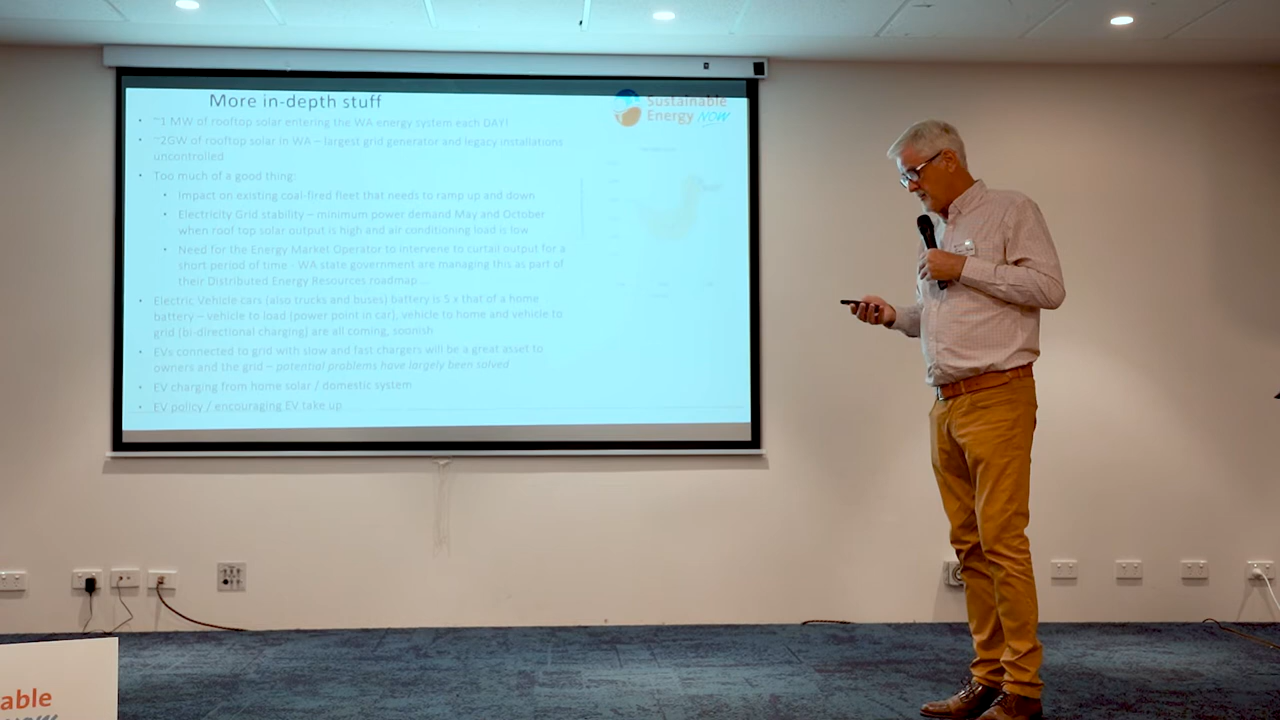 More in-depth stuff
Sustainable
Energy NOW
• ~1 MW of rooftop solar entering the WA energy system each DAY!
• ~2GW of rooftop solar in WA – largest grid generator and legacy installations
uncontrolled
• Too much of a good thing:
• Impact on existing coal-fired fleet that needs to ramp up and down
• Electricity Grid stability – minimum power demand May and October
when roof top solar output is high and air conditioning load is low
• Need for the Energy Market Operator to intervene to curtail output for a
short period of time - WA state government are managing this as part of
their Distributed Energy Resources roadmap ...
• Electric Vehicle cars (also trucks and buses) battery is 5 x that of a home
battery – vehicle to load (power point in car), vehicle to home and vehicle to
grid (bi-directional charging) are all coming, soonish
• EVs connected to grid with slow and fast chargers will be a great asset to
owners and the grid – potential problems have largely been solved
• EV charging from home solar / domestic system
• EV policy / encouraging EV take up
able
NOW